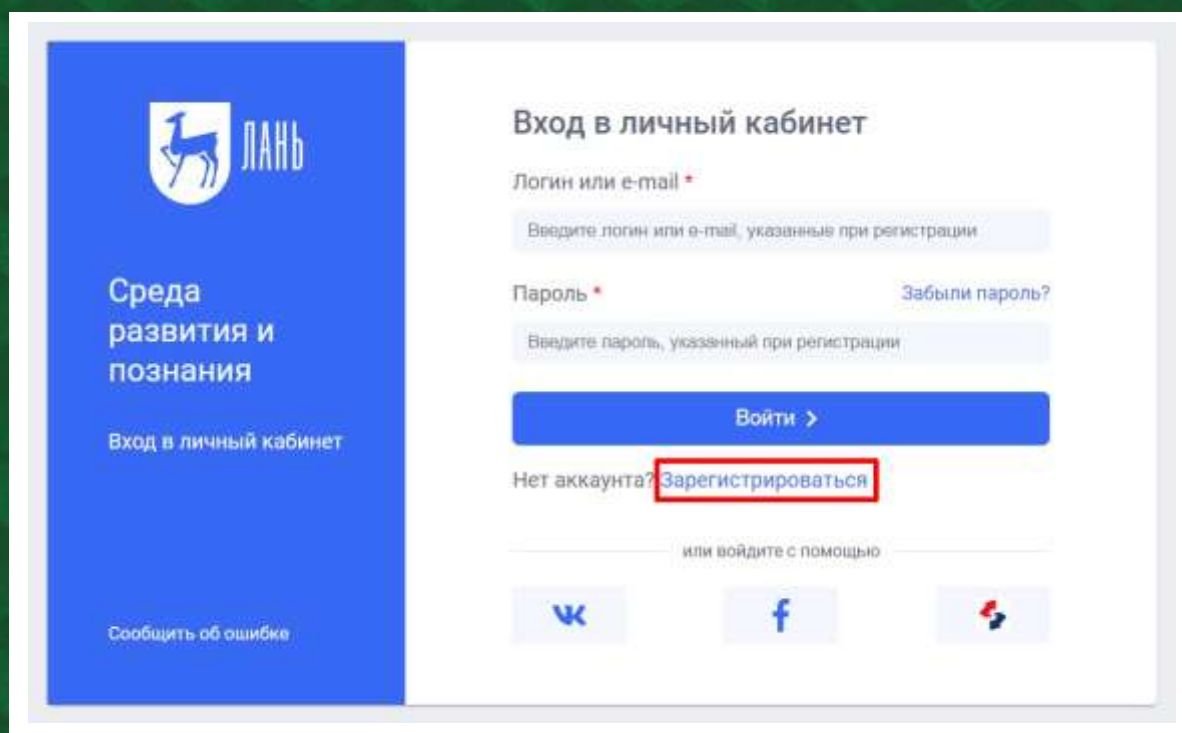 ЛАНЬ
Среда
развития и
познания
Вход в личный кабинет
Сообщить об ошибке
Вход в личный кабинет
Логин или e-mail *
Введите логин или e-mail, указанные при регистрации
Пароль * Забыли пароль?
Введите пароль, указанный при регистрации
Войти >
Нет аккаунта? Зарегистрироваться
или войдите с помощью